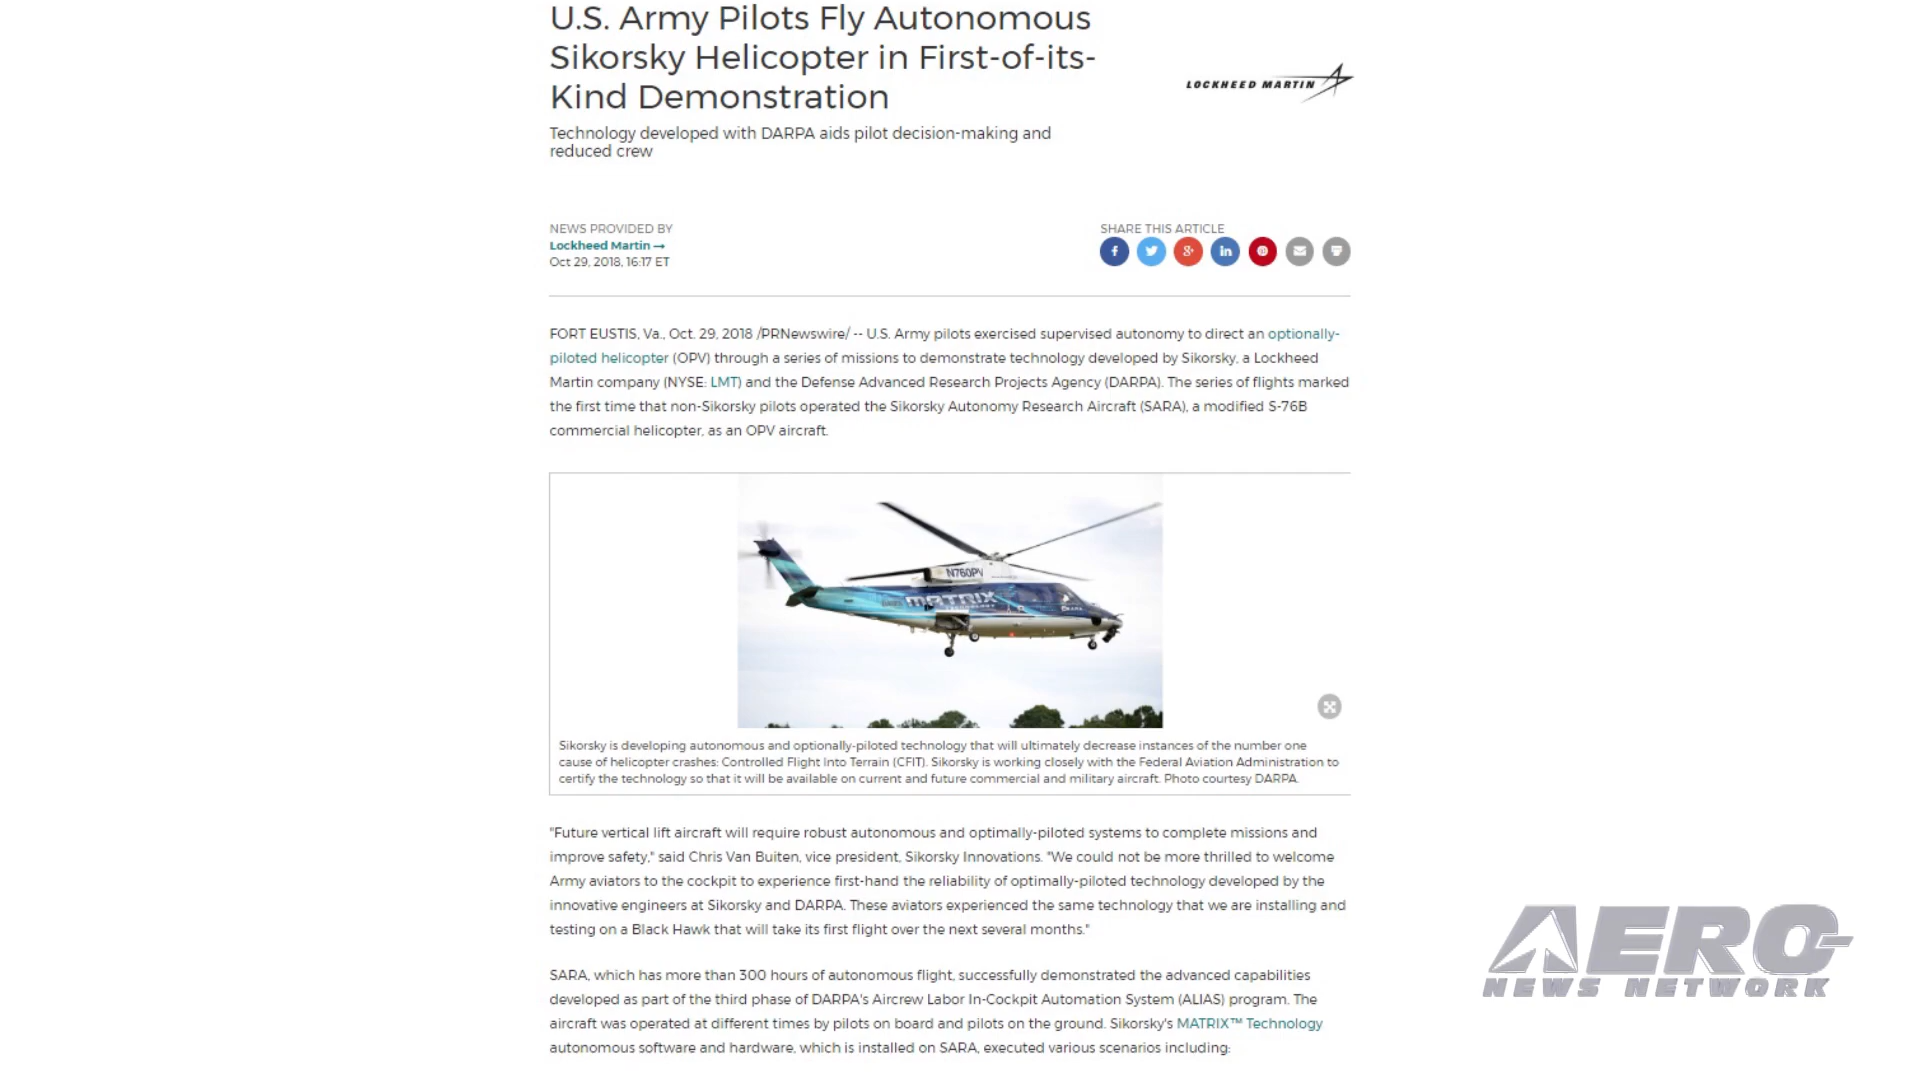 U.S. Army Pilots Fly Autonomous
Sikorsky Helicopter in First-of-its-
Kind Demonstration
LOCKHEED MARTIN
Technology developed with DARPA aids pilot decision-making and
reduced crew
NEWS PROVIDED BY
Lockheed Martin →
Oct 29, 2018, 16:17 ET
SHARE THIS ARTICLE
FORT EUSTIS, Va., Oct. 29, 2018 /PRNewswire/ -- U.S. Army pilots exercised supervised autonomy to direct an optionally-
piloted helicopter (OPV) through a series of missions to demonstrate technology developed by Sikorsky, a Lockheed
Martin company (NYSE: LMT) and the Defense Advanced Research Projects Agency (DARPA). The series of flights marked
the first time that non-Sikorsky pilots operated the Sikorsky Autonomy Research Aircraft (SARA), a modified S-76B
commercial helicopter, as an OPV aircraft.
N760PV
MATRIX
TECHNOLOGY
SARA
Sikorsky is developing autonomous and optionally-piloted technology that will ultimately decrease instances of the number one
cause of helicopter crashes: Controlled Flight Into Terrain (CFIT). Sikorsky is working closely with the Federal Aviation Administration to
certify the technology so that it will be available on current and future commercial and military aircraft. Photo courtesy DARPA.
"Future vertical lift aircraft will require robust autonomous and optimally-piloted systems to complete missions and
improve safety," said Chris Van Buiten, vice president, Sikorsky Innovations. "We could not be more thrilled to welcome
Army aviators to the cockpit to experience first-hand the reliability of optimally-piloted technology developed by the
innovative engineers at Sikorsky and DARPA. These aviators experienced the same technology that we are installing and
testing on a Black Hawk that will take its first flight over the next several months."
SARA, which has more than 300 hours of autonomous flight, successfully demonstrated the advanced capabilities
developed as part of the third phase of DARPA's Aircrew Labor In-Cockpit Automation System (ALIAS) program. The
aircraft was operated at different times by pilots on board and pilots on the ground. Sikorsky's MATRIX™ Technology
autonomous software and hardware, which is installed on SARA, executed various scenarios including:
AERO-
NEWS NETWORK